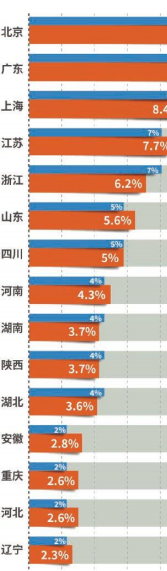 北京
广东
上海
8.4
江苏
7%
7.7%
浙江
7%
6.2%
山东
5%
5.6%
四川
5%
5%
河南
4%
4.3%
湖南
4%
3.7%
陕西
4%
3.7%
湖北
4%
3.6%
安徽
2%
2.8%
重庆
2%
2.6%
河北
2%
2.6%
辽宁
2%
2.3%